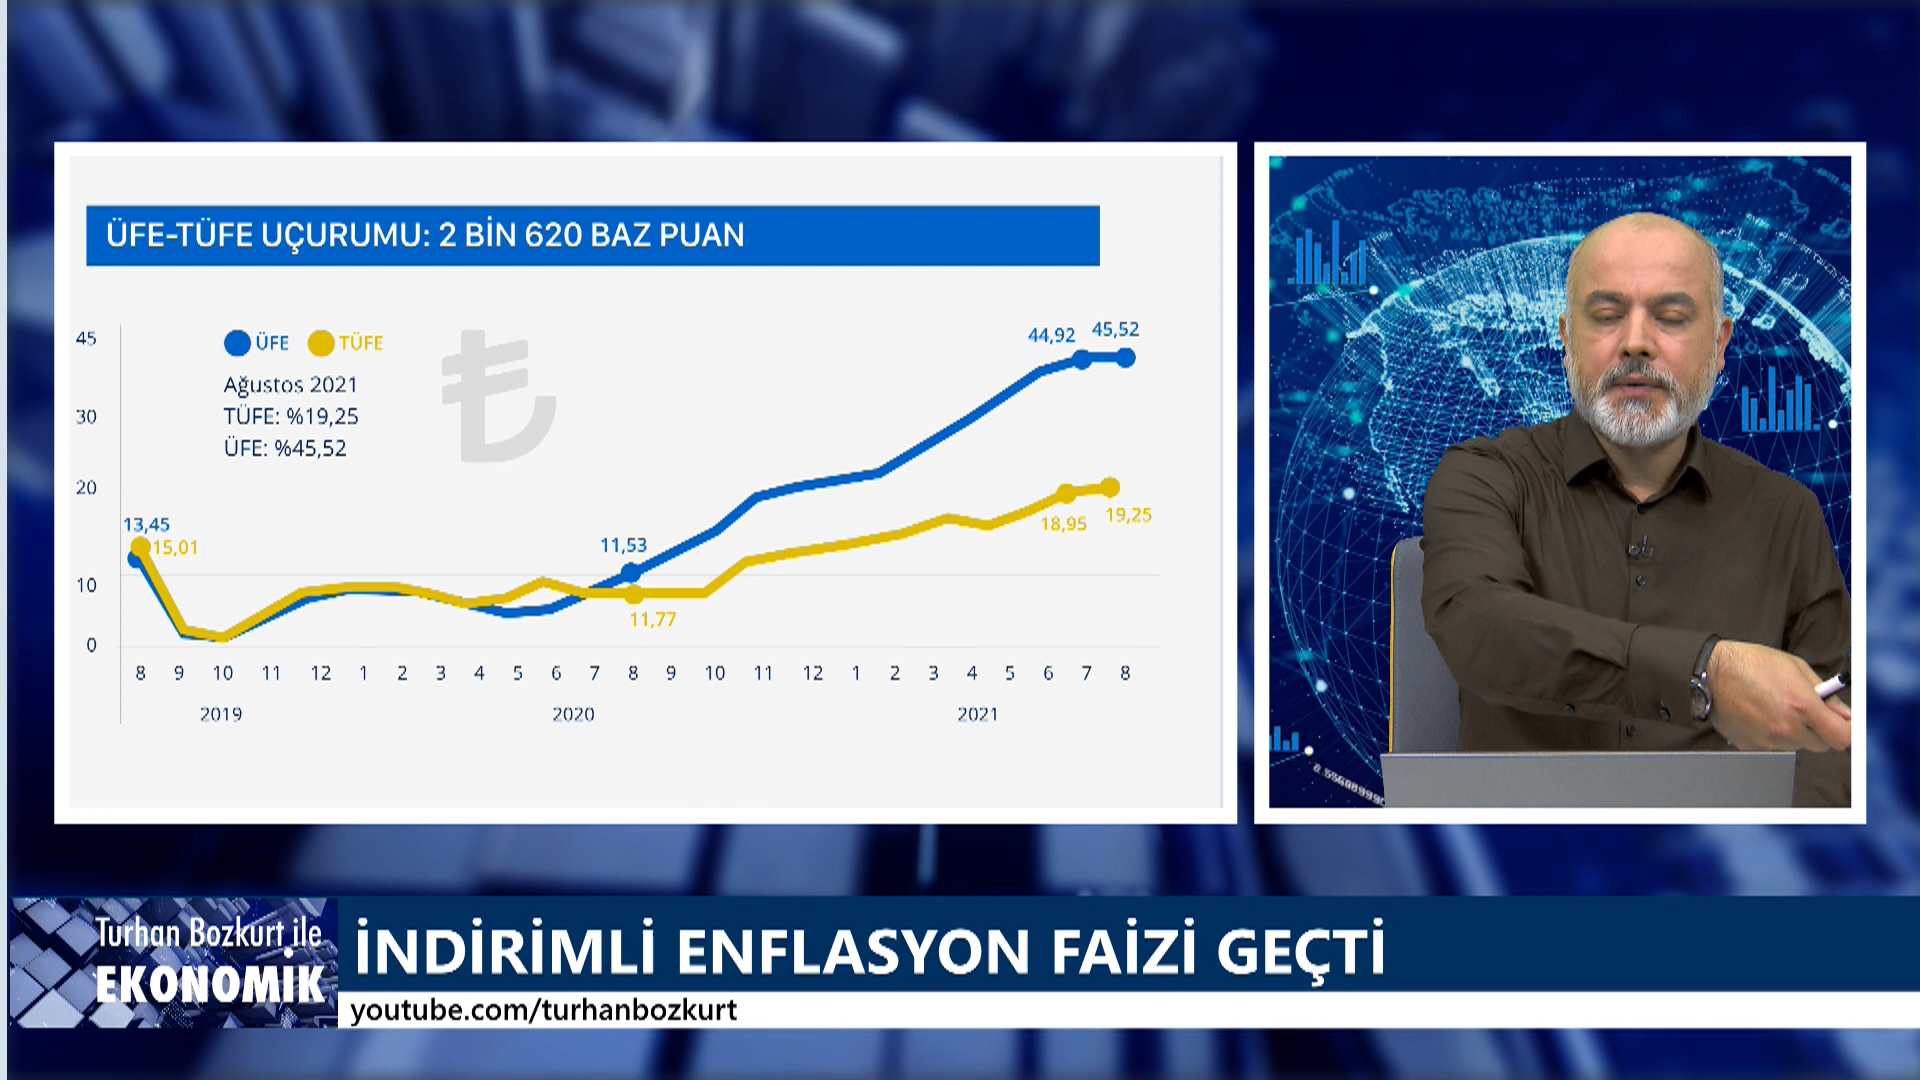 ÜFE-TÜFE UÇURUMU: 2 BİN 620 BAZ PUAN
45
30
20
10
0
ÜFE
TÜFE
Ağustos 2021
TÜFE: %19,25
ÜFE: %45,52
44,92
45,52
13,45
15,01
11,53
11,77
18,95
19,25
8 9 10 11 12 1 2 3 4 5 6 7 8 9 10 11 12 1 2 3 4 5 6 7 8
2019 2020 2021
Turhan Bozkurt ile
EKONOMİK
İNDİRİMLİ ENFLASYON FAİZİ GEÇTİ
youtube.com/turhanbozkurt